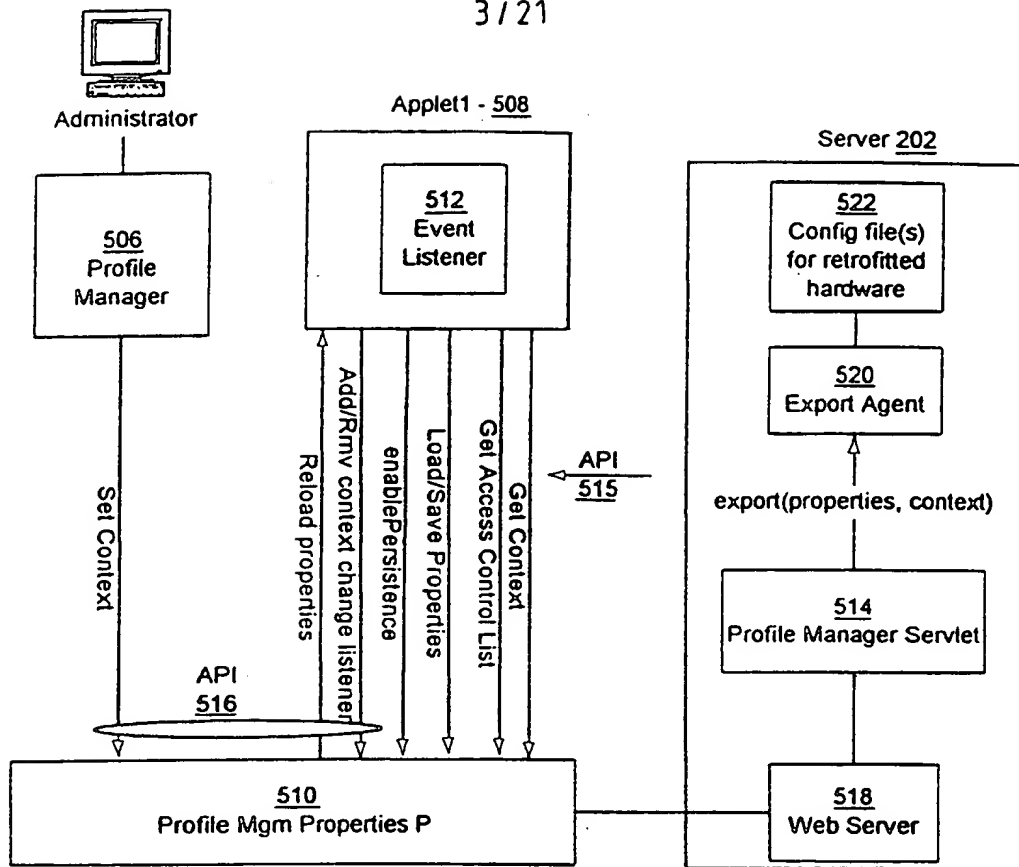 3 / 21
Administrator
506
Profile
Manager
Applet1 - 508
512
Event
Listener
Server 202
522
Config file(s)
for retrofitted
hardware
520
Export Agent
export(properties, context)
514
Profile Manager Servlet
518
Web Server
Set Context
Reload properties
Add/Rmv context change listener
enablePersistence
Load/Save Properties
Get Access Control List
Get Context
API
515
API
516
510
Profile Mgm Properties P